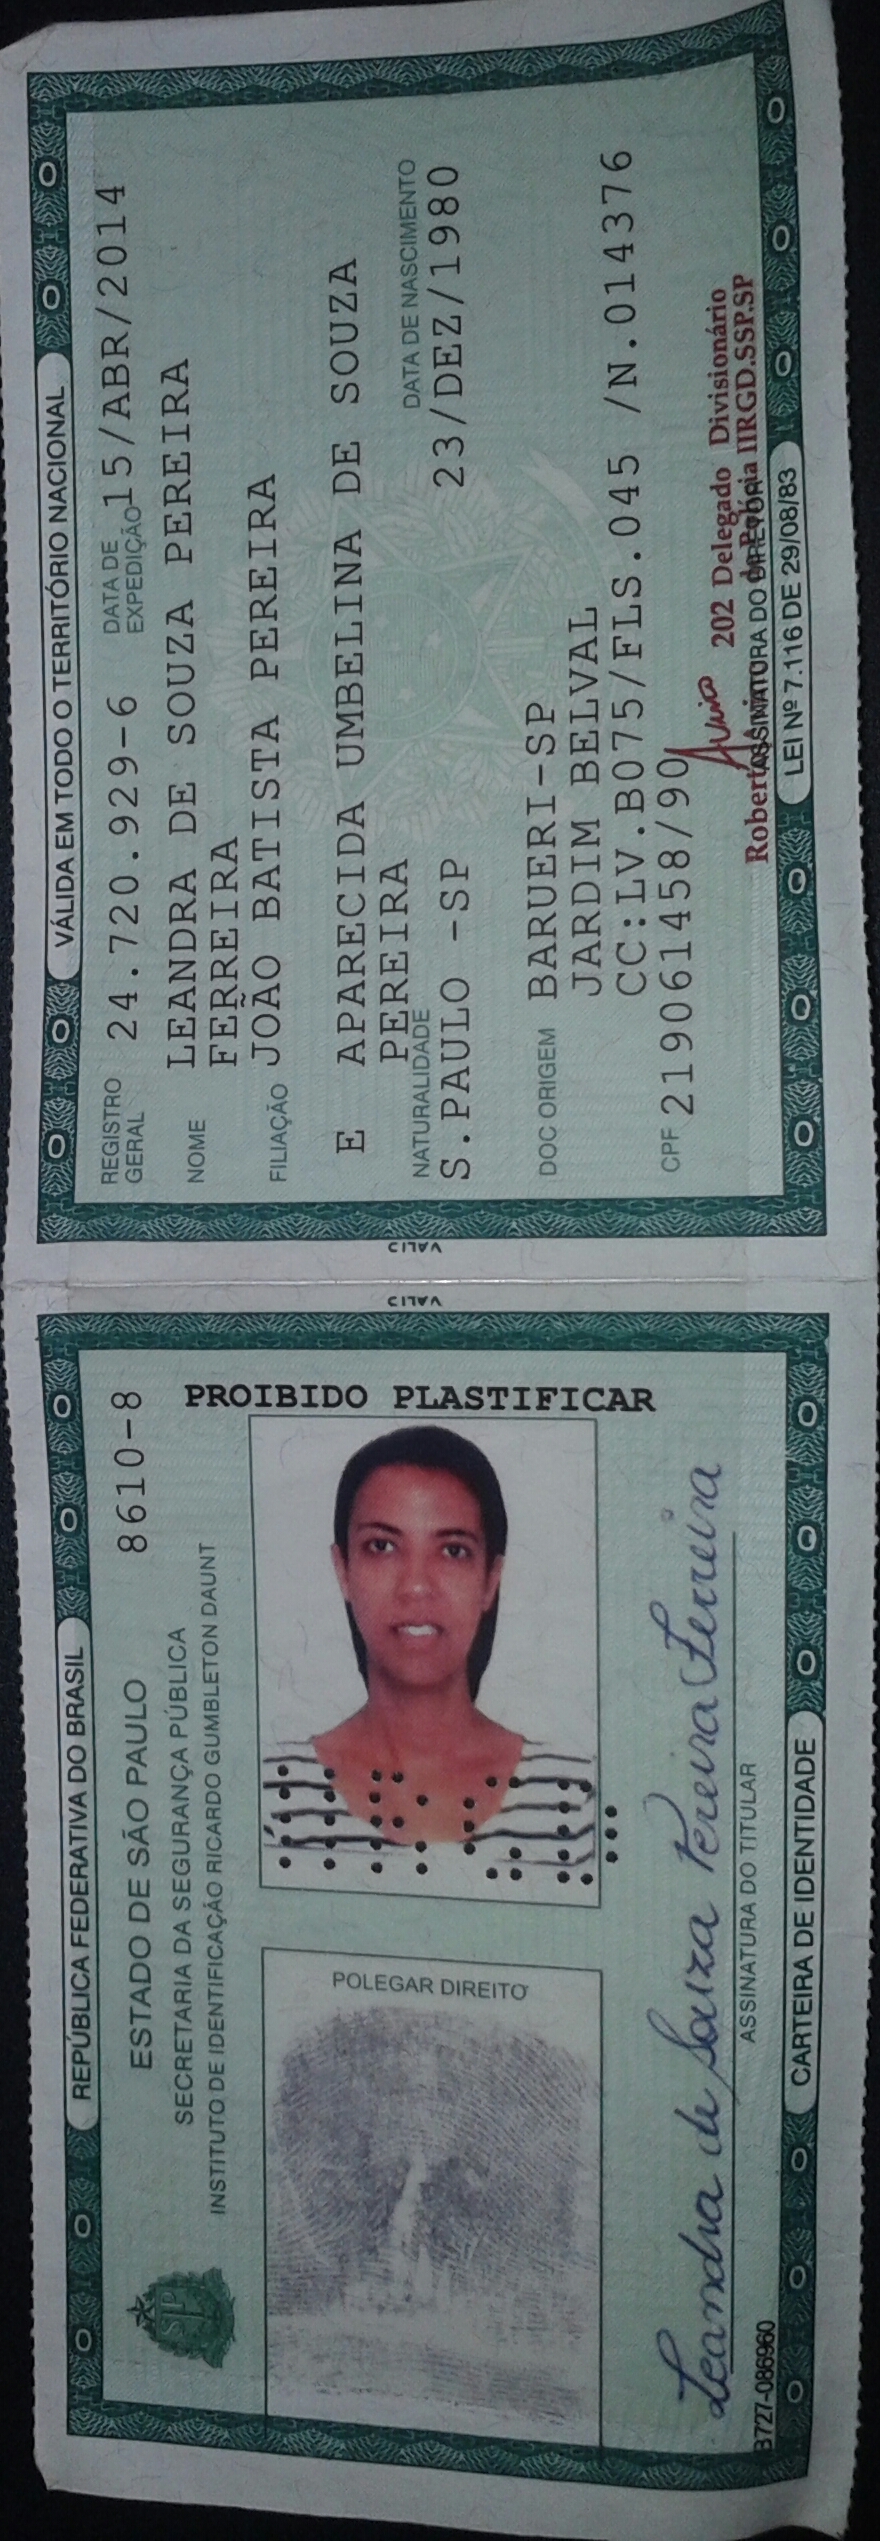 VÁLIDA EM TODO O TERRITÓRIO NACIONAL
REGISTRO GERAL 24.720.929-6 DATA DE EXPEDIÇÃO 15/ABR/2014
NOME LEANDRA DE SOUZA PEREIRA
FERREIRA
FILIAÇÃO JOÃO BATISTA PEREIRA
E APARECIDA UMBELINA DE SOUZA
PEREIRA
NATURALIDADE DATA DE NASCIMENTO
S.PAULO -SP 23/DEZ/1980
DOC ORIGEM BARUERI-SP
JARDIM BELVAL
CC:LV.B075/FLS.045 /N.014376
CPF 219061458/90
202 Delegado Divisionário
de Polícia IIRGD.SSP.SP
ASSINATURA DO DIRETOR
LEI Nº 7.116 DE 29/08/83
VALID
VALID
REPÚBLICA FEDERATIVA DO BRASIL
8610-8
ESTADO DE SÃO PAULO
SECRETARIA DA SEGURANÇA PÚBLICA
INSTITUTO DE IDENTIFICAÇÃO RICARDO GUMBLETON DAUNT
PROIBIDO PLASTIFICAR
POLEGAR DIREITO
Leandra de Souza Pereira Ferreira
ASSINATURA DO TITULAR
B727-086960
CARTEIRA DE IDENTIDADE